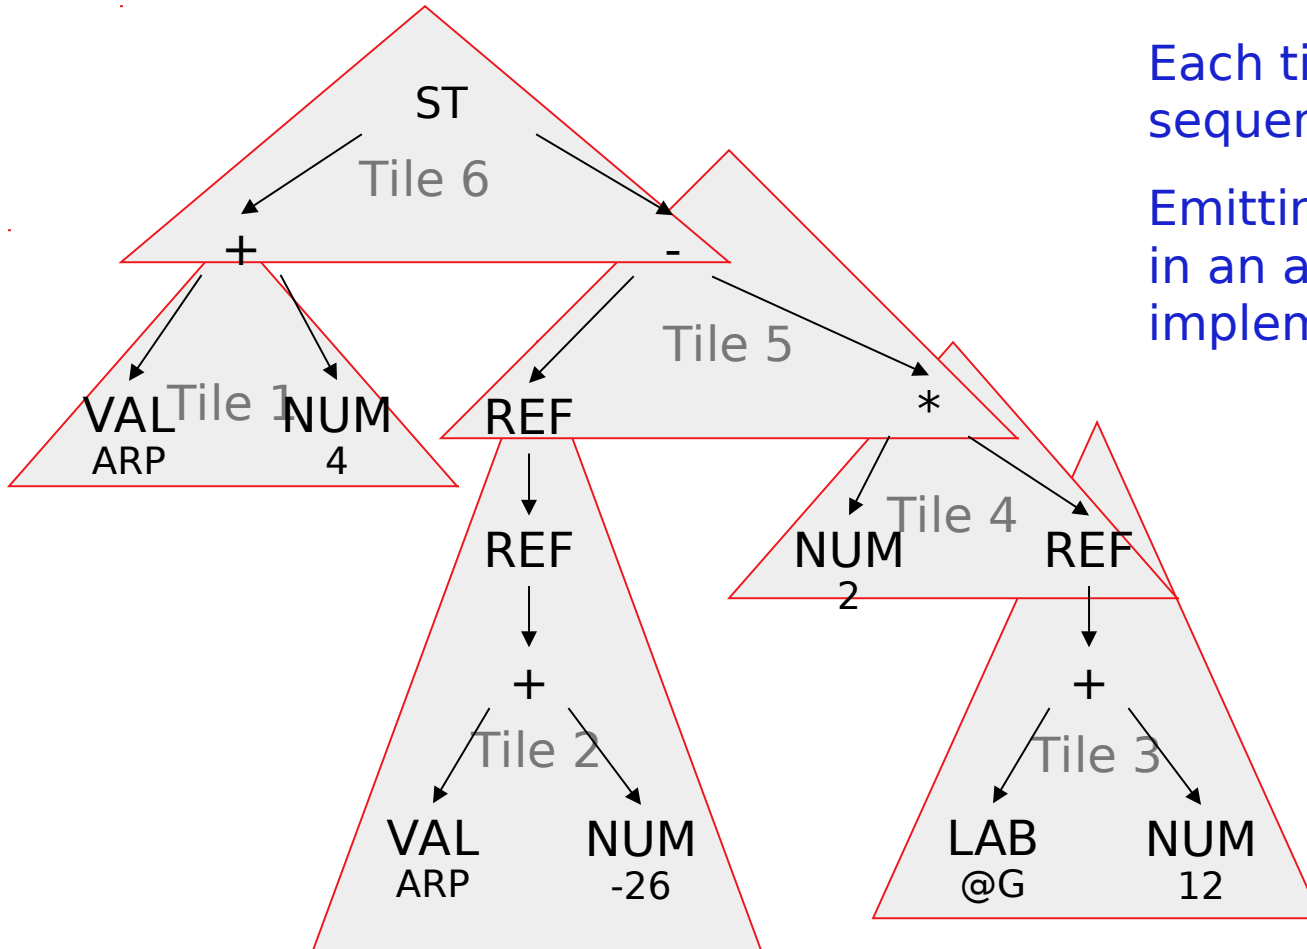 Each ti
sequer
Emittin
in an a
implem
ST
Tile 6
+ -
Tile 5
Tile 1
VAL NUM REF *
ARP 4
Tile 4
REF NUM REF
2
+ +
Tile 2 Tile 3
VAL NUM LAB NUM
ARP -26 @G 12